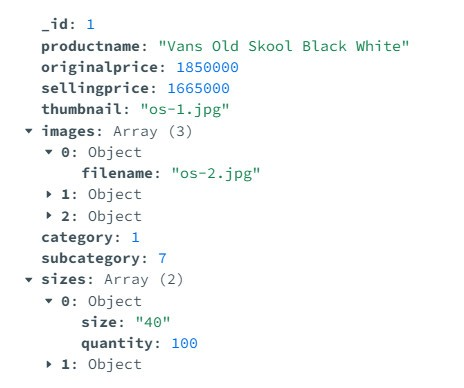 _id: 1
productname: "Vans Old Skool Black White"
originalprice: 1850000
sellingprice: 1665000
thumbnail: "os-1.jpg"
images: Array (3)
0: Object
filename: "os-2.jpg"
1: Object
2: Object
category: 1
subcategory: 7
sizes: Array (2)
0: Object
size: "40"
quantity: 100
1: Object